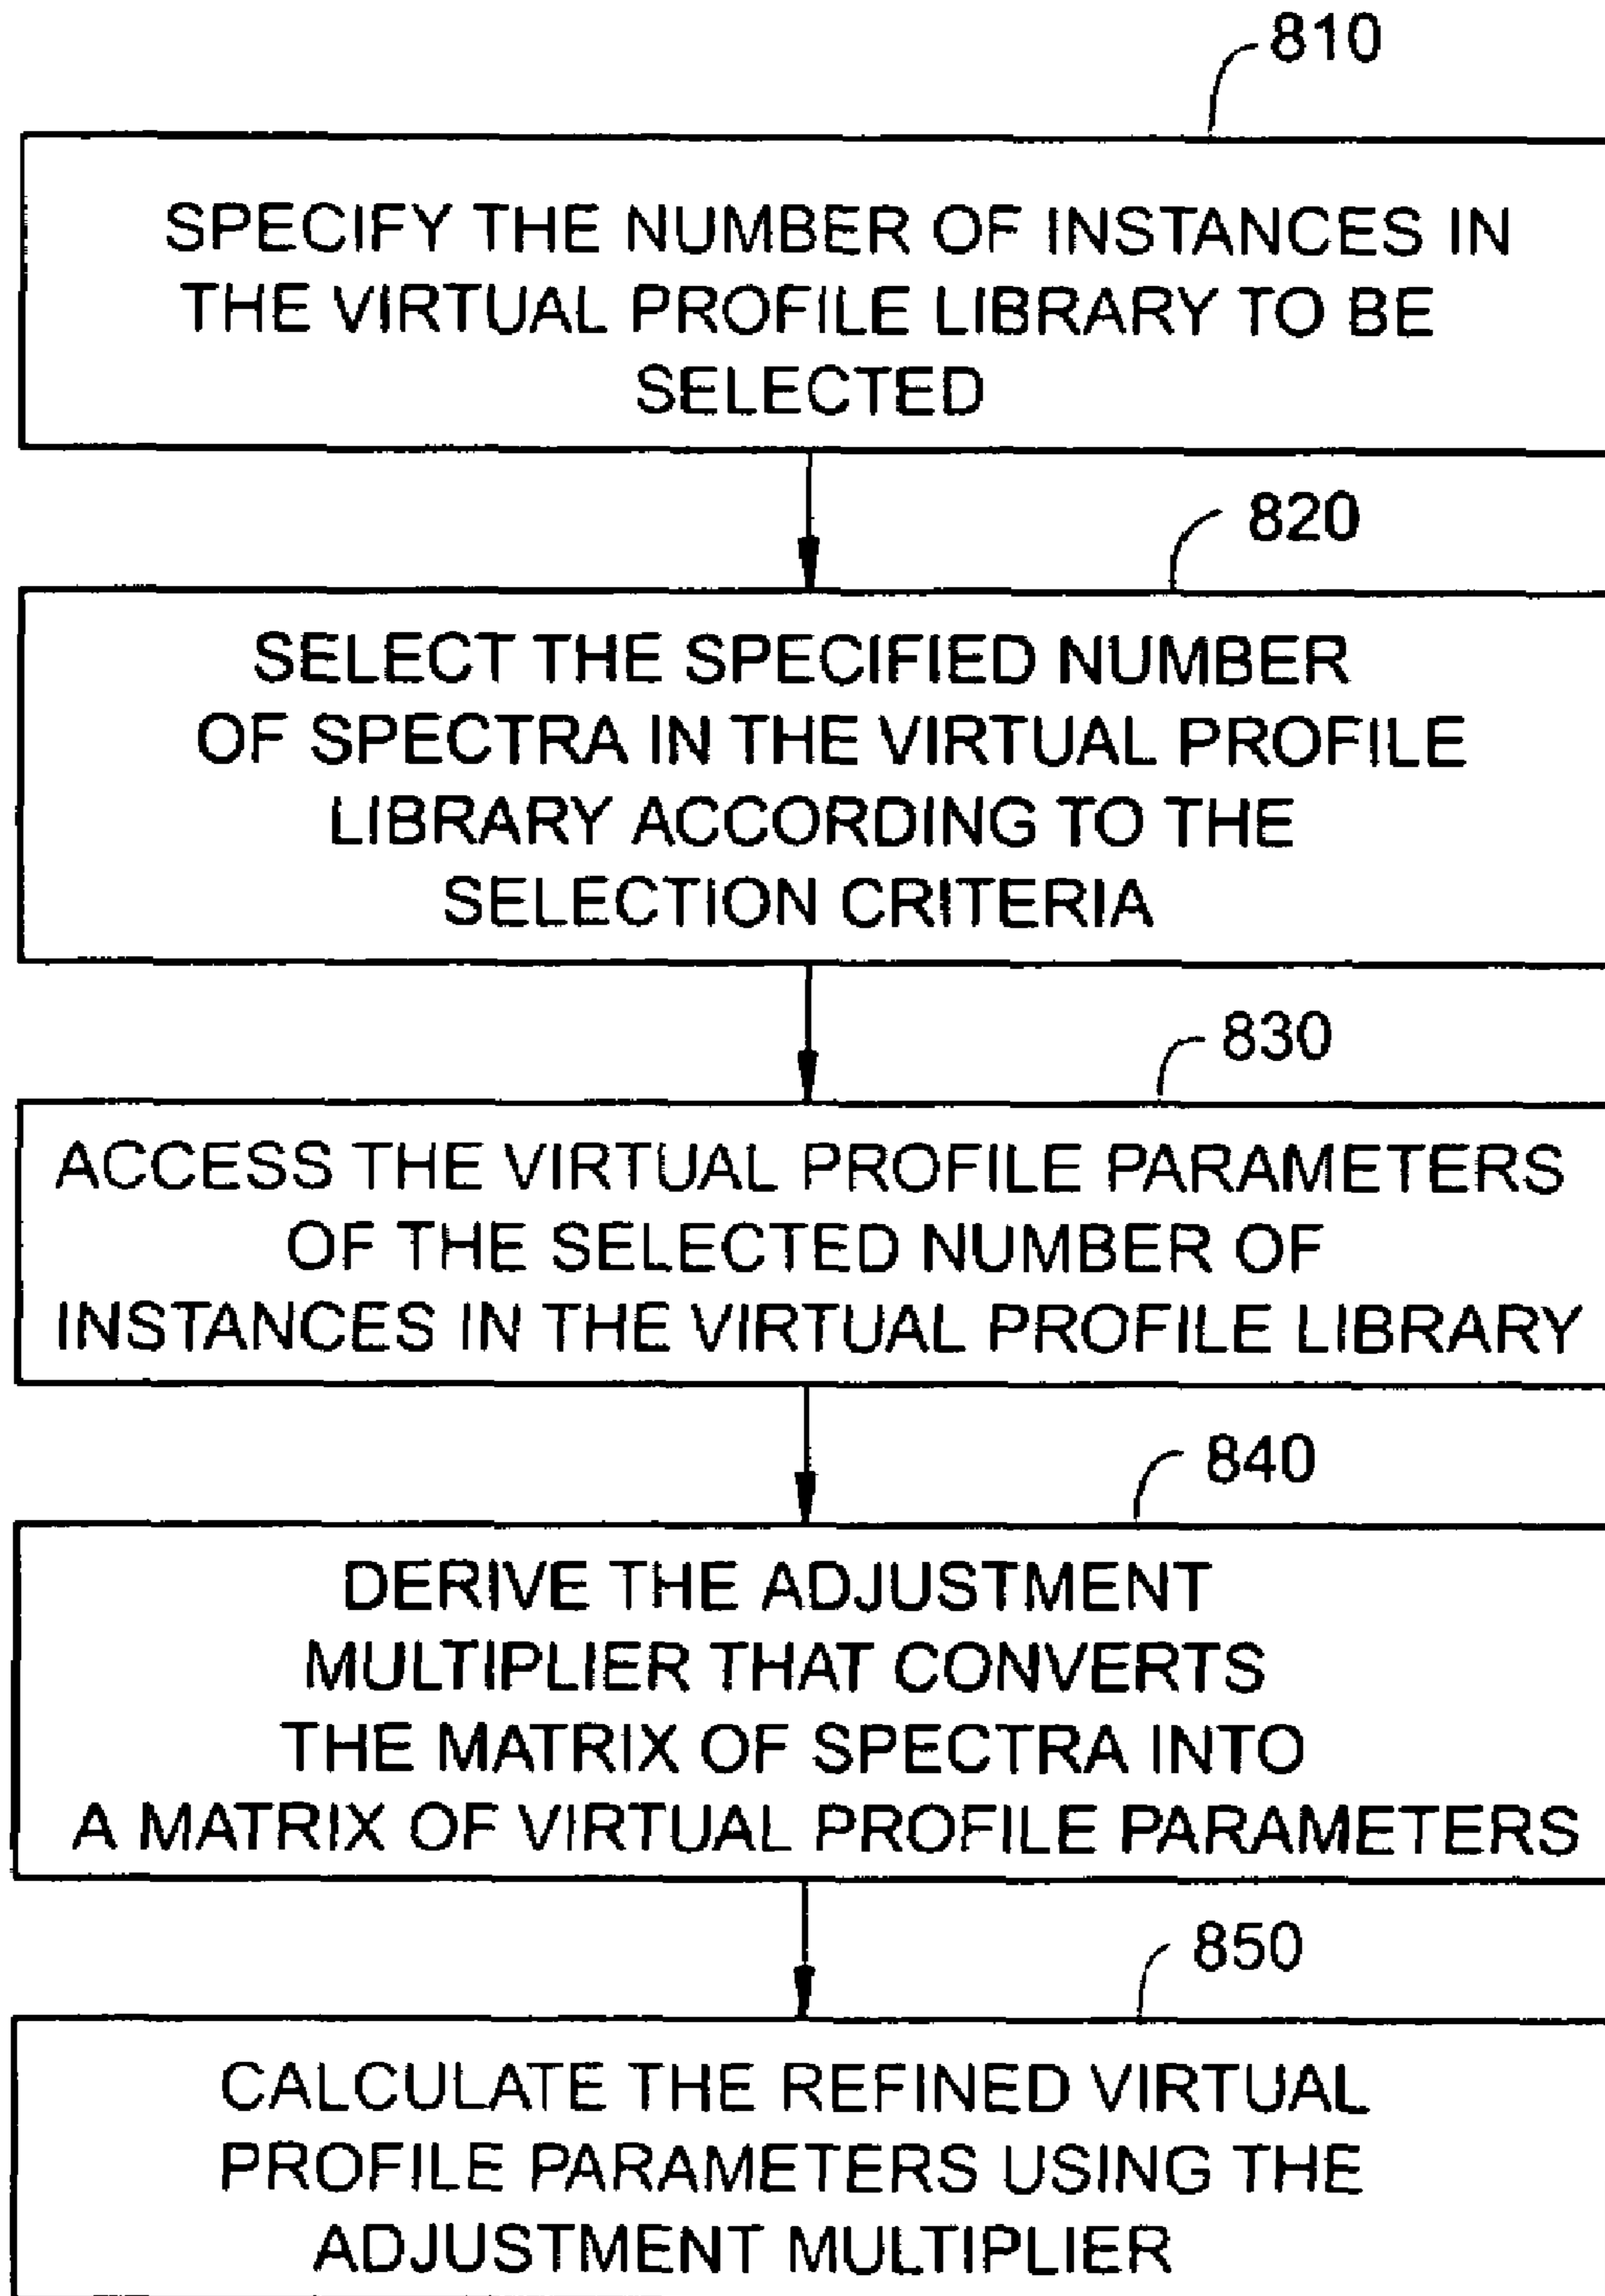 810
SPECIFY THE NUMBER OF INSTANCES IN
THE VIRTUAL PROFILE LIBRARY TO BE
SELECTED
820
SELECT THE SPECIFIED NUMBER
OF SPECTRA IN THE VIRTUAL PROFILE
LIBRARY ACCORDING TO THE
SELECTION CRITERIA
830
ACCESS THE VIRTUAL PROFILE PARAMETERS
OF THE SELECTED NUMBER OF
INSTANCES IN THE VIRTUAL PROFILE LIBRARY
840
DERIVE THE ADJUSTMENT
MULTIPLIER THAT CONVERTS
THE MATRIX OF SPECTRA INTO
A MATRIX OF VIRTUAL PROFILE PARAMETERS
850
CALCULATE THE REFINED VIRTUAL
PROFILE PARAMETERS USING THE
ADJUSTMENT MULTIPLIER